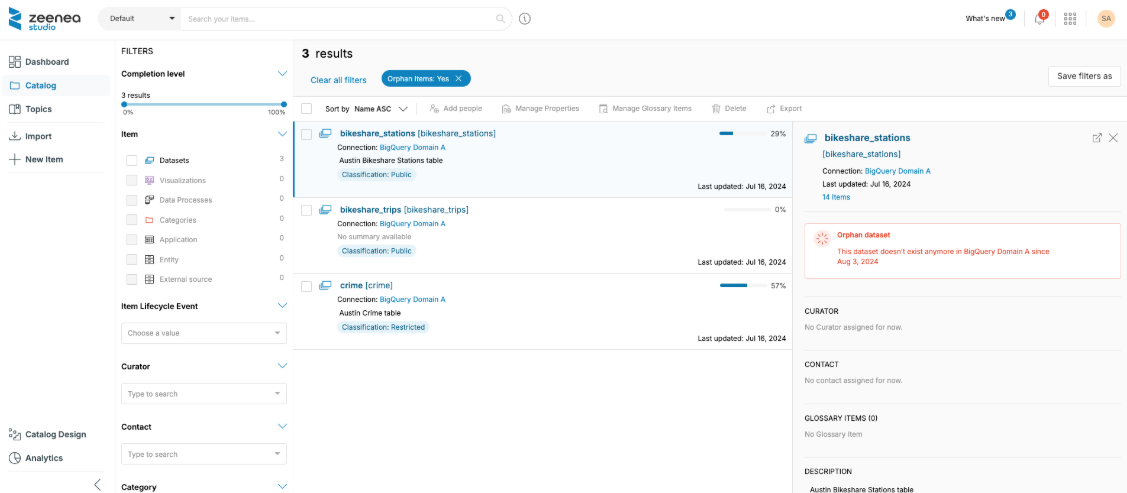 zeenea
studio
Default
Search your items...
What's new
3
0
SA
Dashboard
Catalog
Topics
Import
New Item
Catalog Design
Analytics
FILTERS
Completion level
3 results
0%
100%
Item
Datasets
3
Visualizations
0
Data Processes
0
Categories
0
Application
0
Entity
0
External source
0
Item Lifecycle Event
Choose a value
Curator
Type to search
Contact
Type to search
Category
3 results
Clear all filters
Orphan Items: Yes
Save filters as
Sort by Name ASC
Add people
Manage Properties
Manage Glossary Items
Delete
Export
bikeshare_stations [bikeshare_stations]
29%
Connection: BigQuery Domain A
Austin Bikeshare Stations table
Classification: Public
Last updated: Jul 16, 2024
bikeshare_trips [bikeshare_trips]
0%
Connection: BigQuery Domain A
No summary available
Classification: Public
Last updated: Jul 16, 2024
crime [crime]
57%
Connection: BigQuery Domain A
Austin Crime table
Classification: Restricted
Last updated: Jul 16, 2024
bikeshare_stations
[bikeshare_stations]
Connection: BigQuery Domain A
Last updated: Jul 16, 2024
14 Items
Orphan dataset
This dataset doesn't exist anymore in BigQuery Domain A since
Aug 3, 2024
CURATOR
No Curator assigned for now.
CONTACT
No contact assigned for now.
GLOSSARY ITEMS (0)
No Glossary Item
DESCRIPTION
Austin Bikeshare Stations table